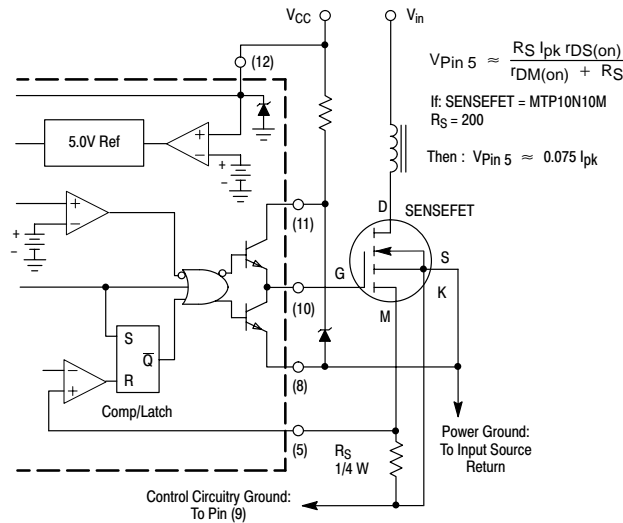 VCC
Vin
(12)
VPin 5 ≈ RS Ipk rDS(on)
rDM(on) + RS
If: SENSEFET = MTP10N10M
RS = 200
Then : VPin 5 ≈ 0.075 Ipk
5.0V Ref
+
−
+
−
D
SENSEFET
(11)
+
−
+
−
S
G
K
(10)
M
S
Q
R
−
+
Comp/Latch
(8)
(5)
RS
1/4 W
Power Ground:
To Input Source
Return
Control Circuitry Ground:
To Pin (9)